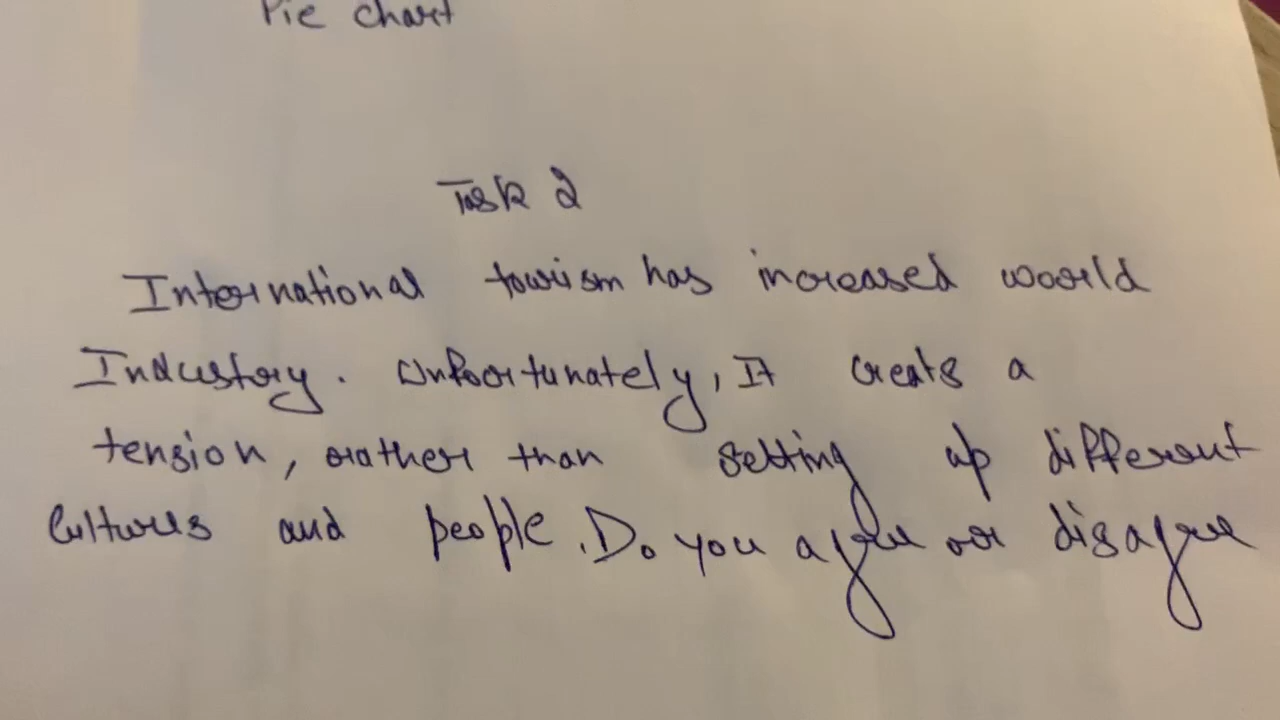 Pie chart
Task 2
International tourism has increased world
Industry. Unfortunately, It creats a
tension, rather than setting up different
Cultures and people. Do you agree or disagree